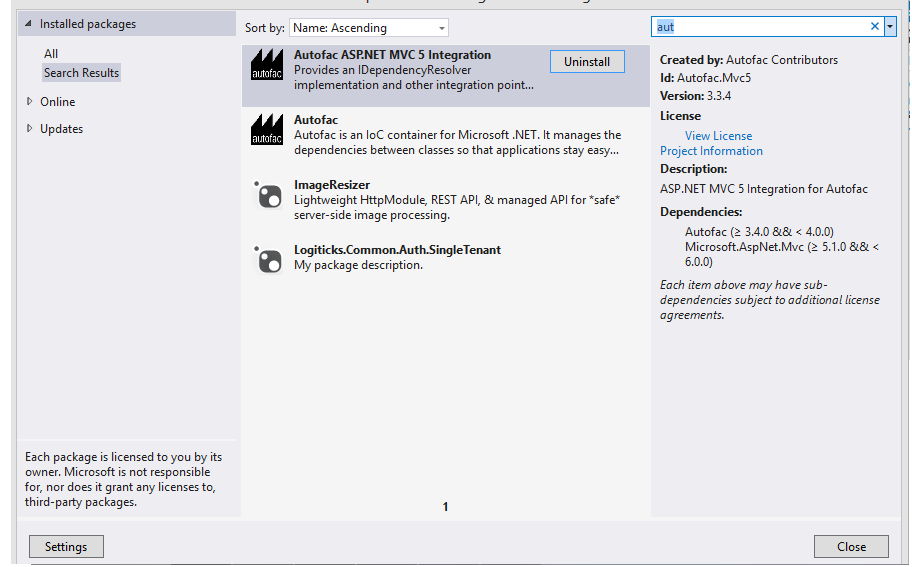 Installed packages
All
Search Results
Online
Updates
Each package is licensed to you by its
owner. Microsoft is not responsible
for, nor does it grant any licenses to,
third-party packages.
Settings
Sort by: Name: Ascending
autofac
Autofac ASP.NET MVC 5 Integration
Provides an IDependencyResolver
implementation and other integration point...
Uninstall
autofac
Autofac
Autofac is an IoC container for Microsoft .NET. It manages the
dependencies between classes so that applications stay easy...
ImageResizer
Lightweight HttpModule, REST API, & managed API for *safe*
server-side image processing.
Logiticks.Common.Auth.SingleTenant
My package description.
1
aut
Created by: Autofac Contributors
Id: Autofac.Mvc5
Version: 3.3.4
License
View License
Project Information
Description:
ASP.NET MVC 5 Integration for Autofac
Dependencies:
Autofac (≥ 3.4.0 && < 4.0.0)
Microsoft.AspNet.Mvc (≥ 5.1.0 && <
6.0.0)
Each item above may have sub-
dependencies subject to additional license
agreements.
Close